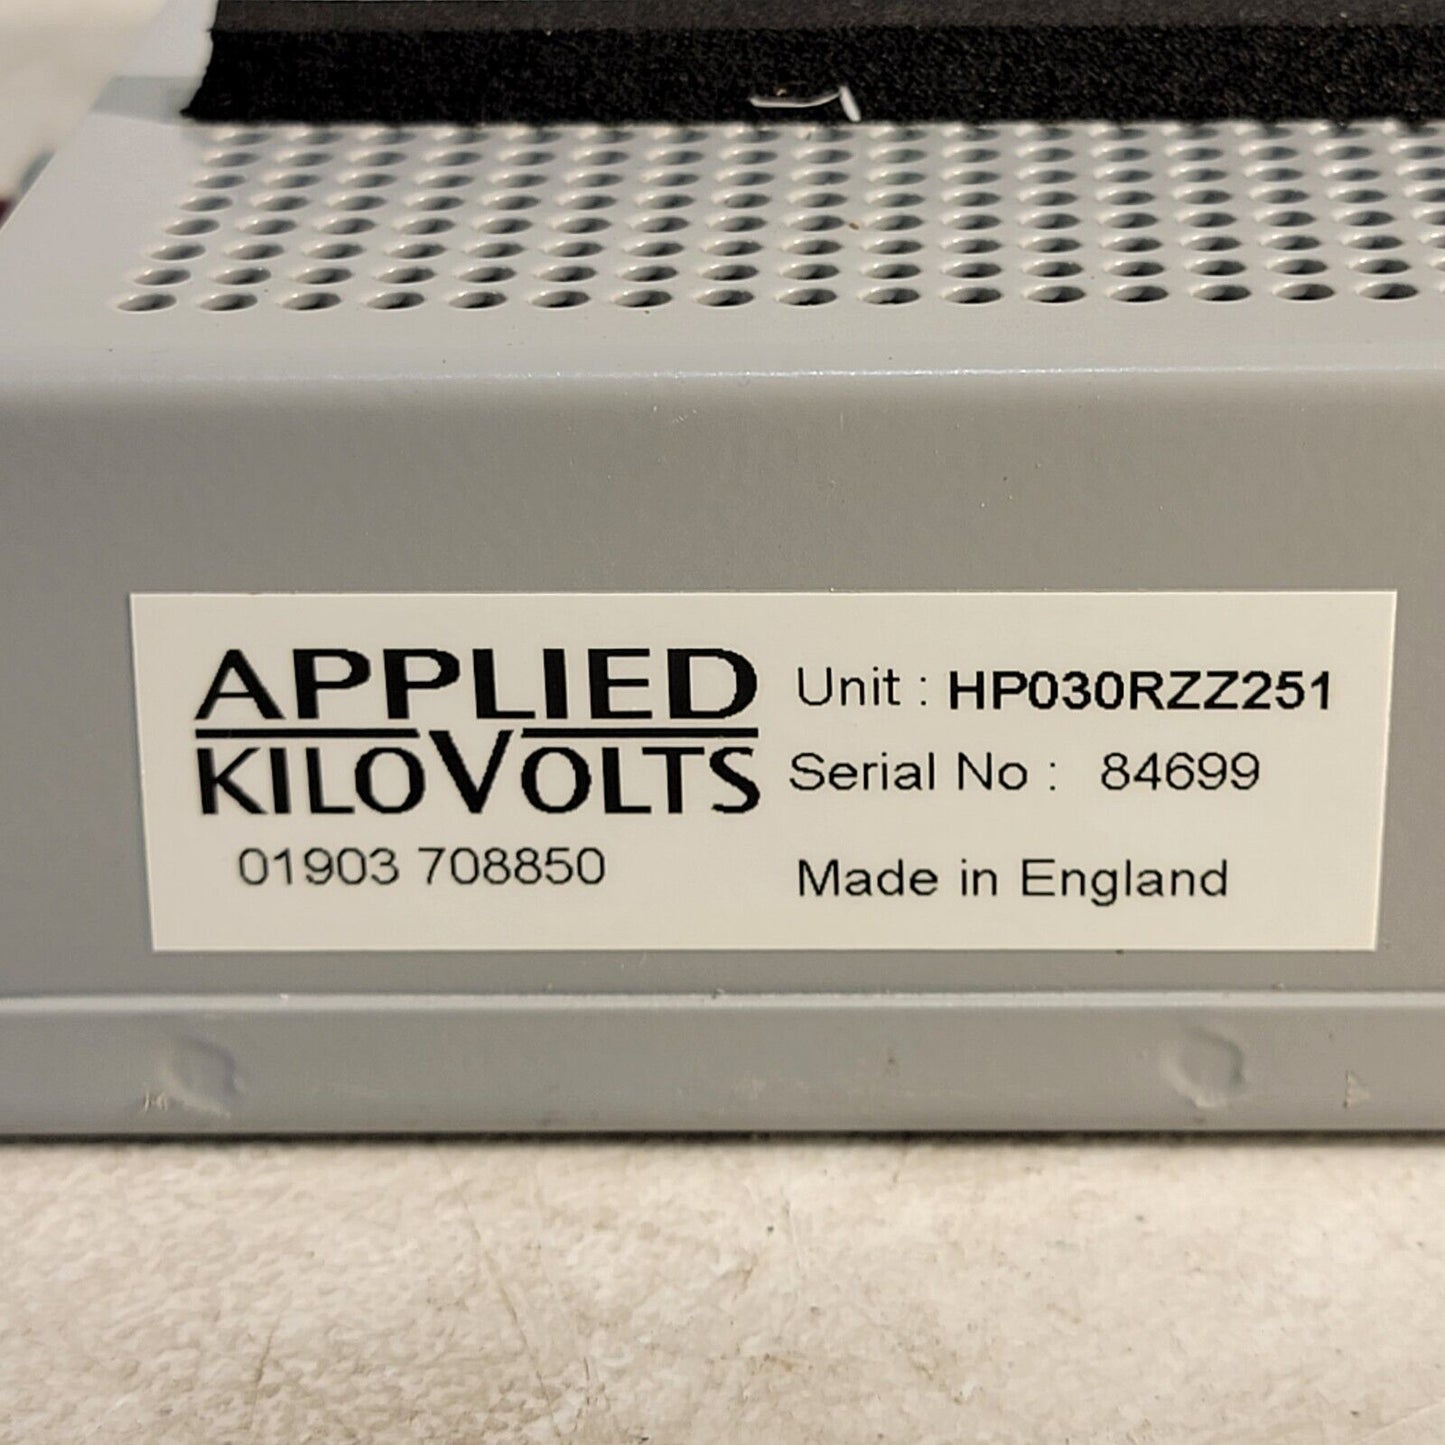 APPLIED
KILOVOLTS
01903 708850
Unit : HP030RZZ251
Serial No : 84699
Made in England